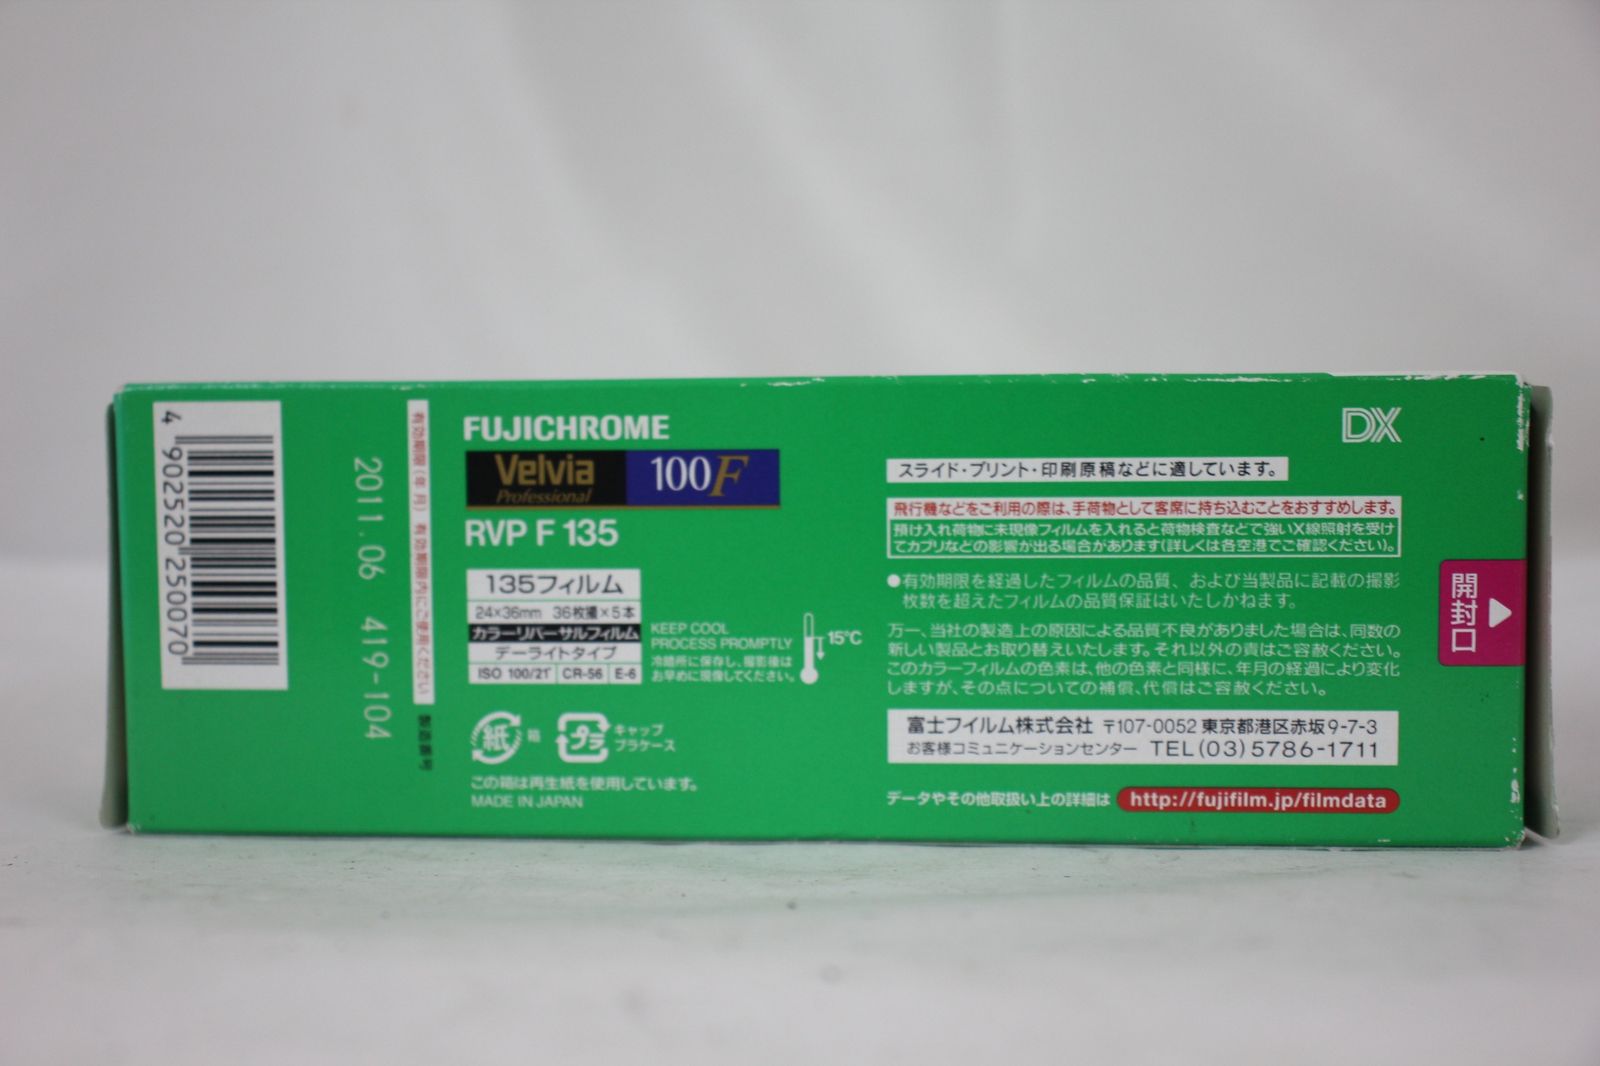 4 902520 250070
2011.06 419-104
有効期限(年.月) 有効期限内にご使用ください 製造番号
FUJICHROME
Velvia
Professional
100F
RVP F 135
135フィルム
24×36mm 36枚撮×5本
カラーリバーサルフィルム
デーライトタイプ
ISO 100/21° CR-56 E-6
KEEP COOL
PROCESS PROMPTLY
冷暗所に保存し、撮影後は
お早めに現像してください。
15°C
紙 箱
プラ キャップ
プラケース
この箱は再生紙を使用しています。
MADE IN JAPAN
DX
スライド・プリント・印刷原稿などに適しています。
飛行機などをご利用の際は、手荷物として客席に持ち込むことをおすすめします。
預け入れ荷物に未現像フィルムを入れると荷物検査などで強いX線照射を受け
てカブリなどの影響が出る場合があります(詳しくは各空港でご確認ください)。
●有効期限を経過したフィルムの品質、および当製品に記載の撮影
枚数を超えたフィルムの品質保証はいたしかねます。
万一、当社の製造上の原因による品質不良がありました場合は、同数の
新しい製品とお取り替えいたします。それ以外の責はご容赦ください。
このカラーフィルムの色素は、他の色素と同様に、年月の経過により変化
しますが、その点についての補償、代償はご容赦ください。
富士フイルム株式会社 〒107-0052 東京都港区赤坂9-7-3
お客様コミュニケーションセンター TEL(03)5786-1711
データやその他取扱い上の詳細は http://fujifilm.jp/filmdata
開封口